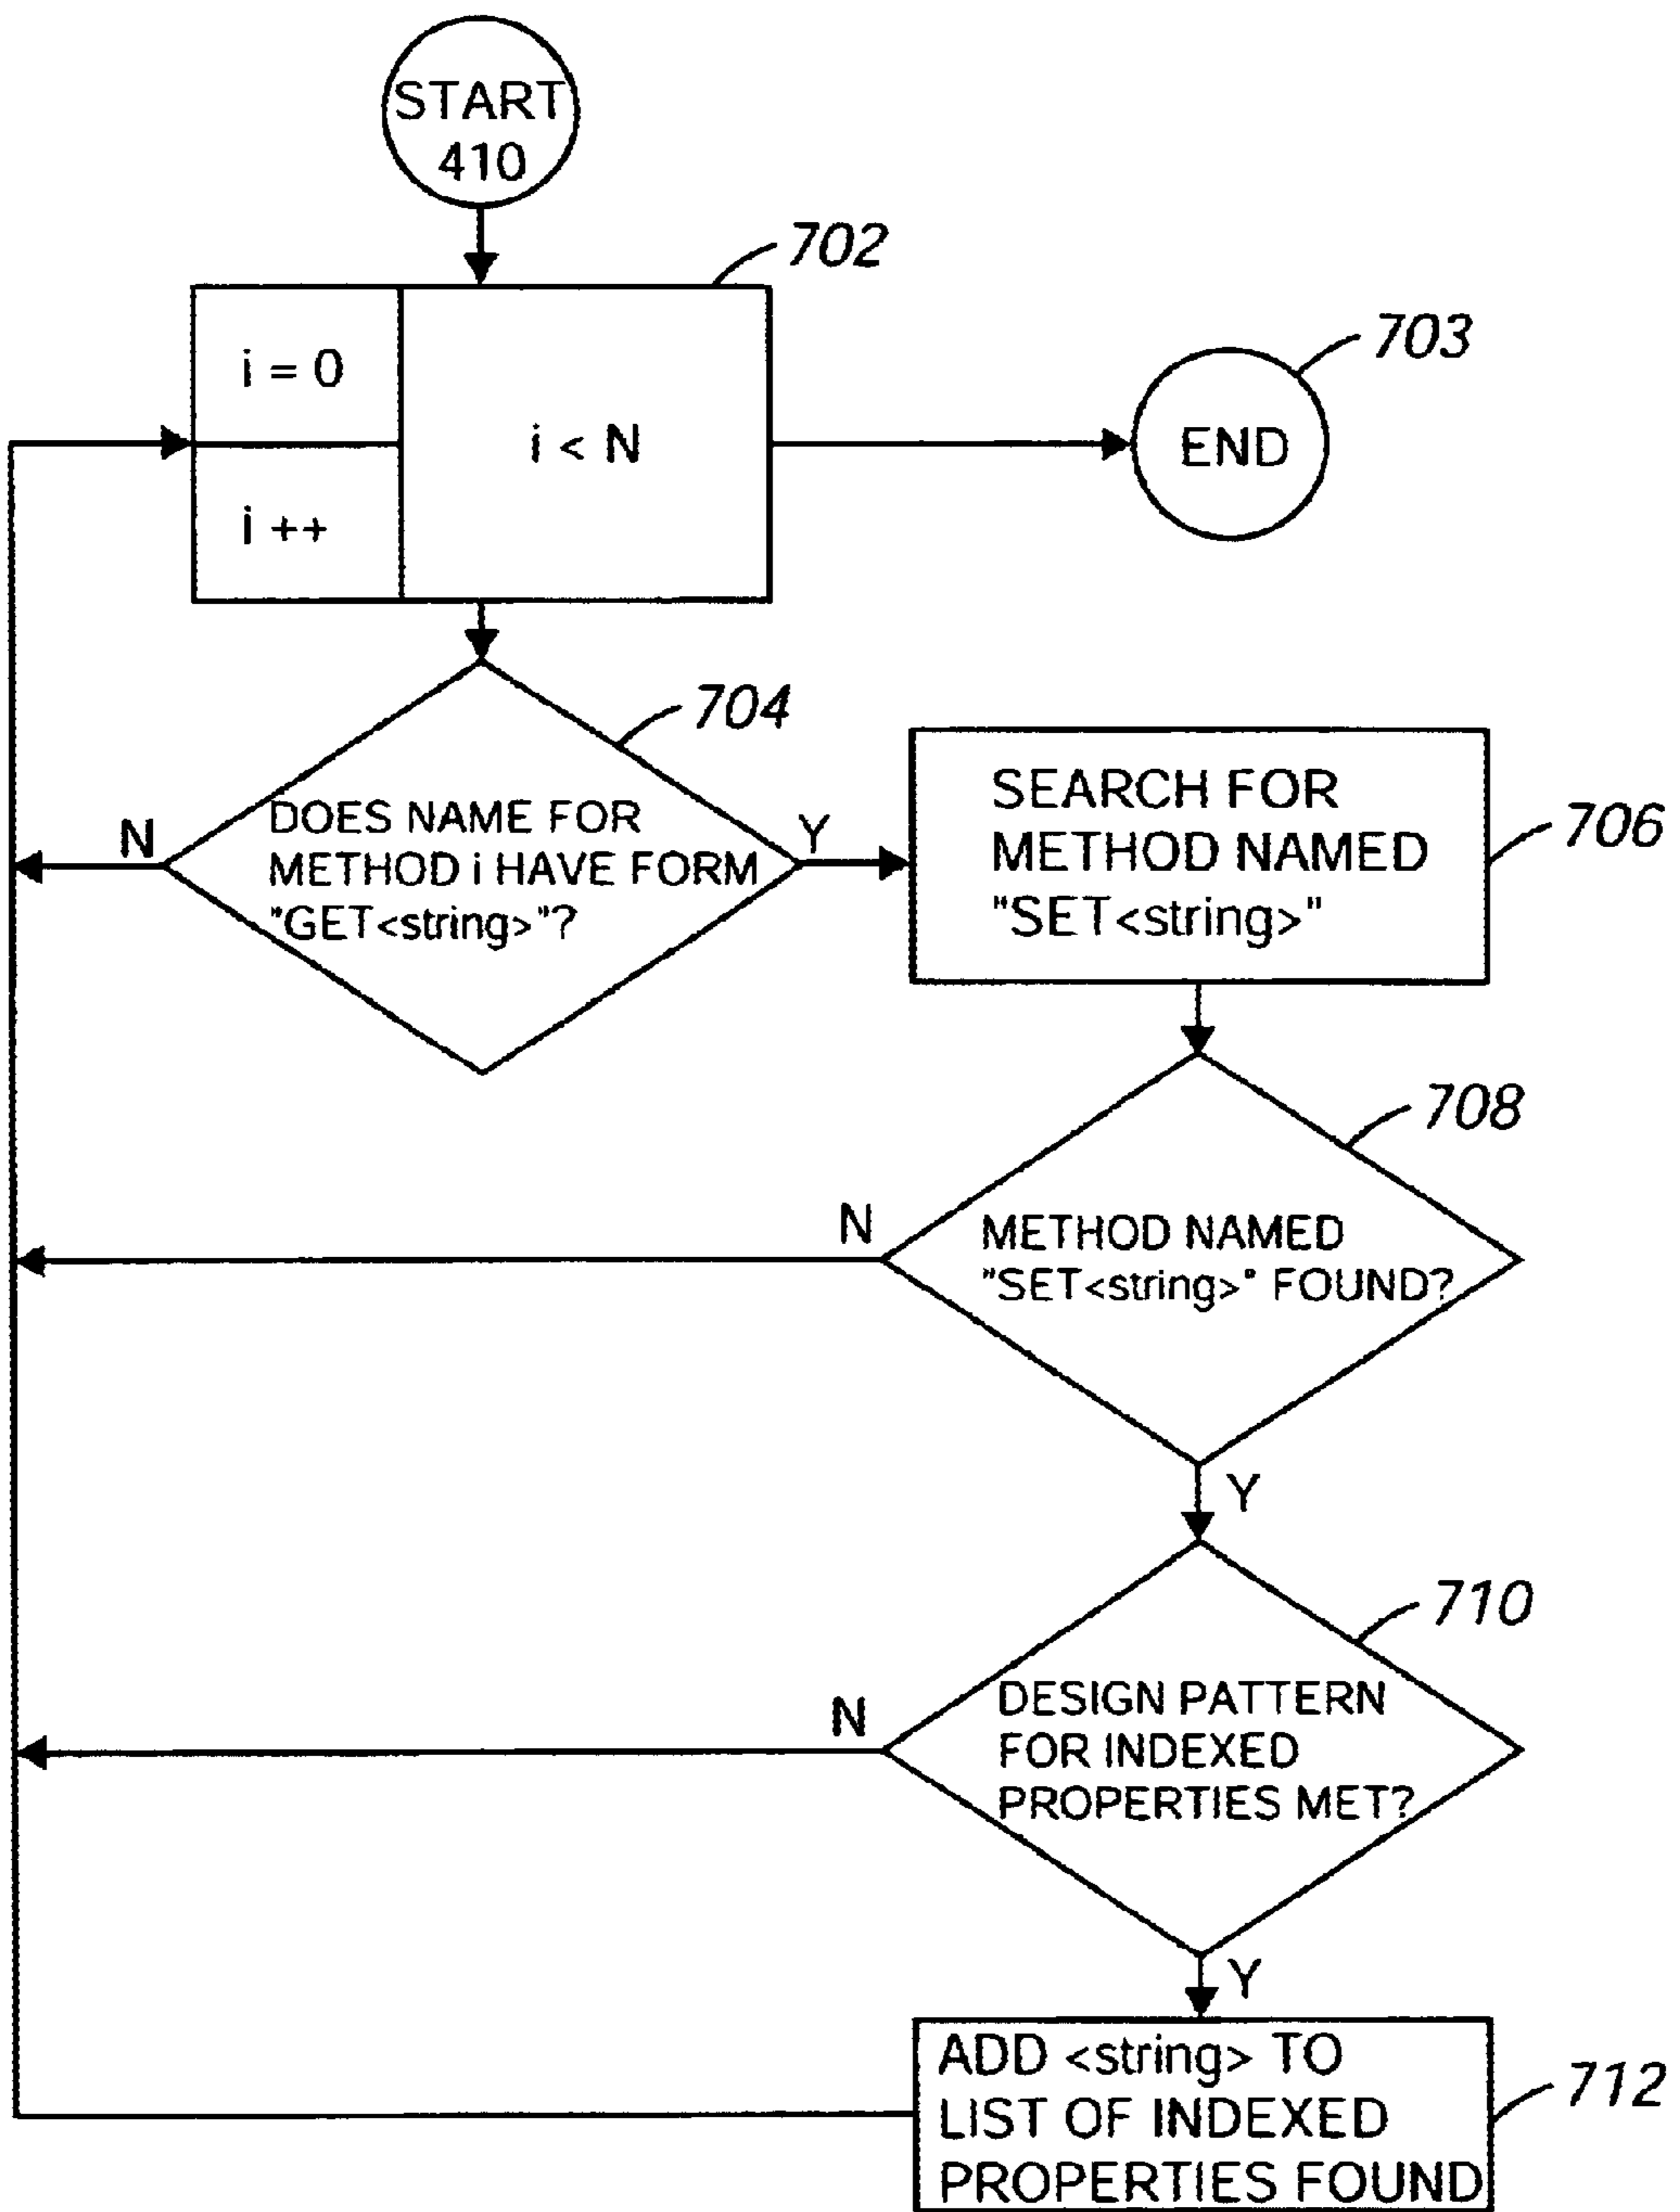 START
410
702
i = 0
i < N
i ++
703
END
704
DOES NAME FOR
METHOD i HAVE FORM
"GET<string>"?
N
Y
SEARCH FOR
METHOD NAMED
"SET<string>"
706
708
METHOD NAMED
"SET<string>" FOUND?
N
Y
710
DESIGN PATTERN
FOR INDEXED
PROPERTIES MET?
N
Y
ADD <string> TO
LIST OF INDEXED
PROPERTIES FOUND
712